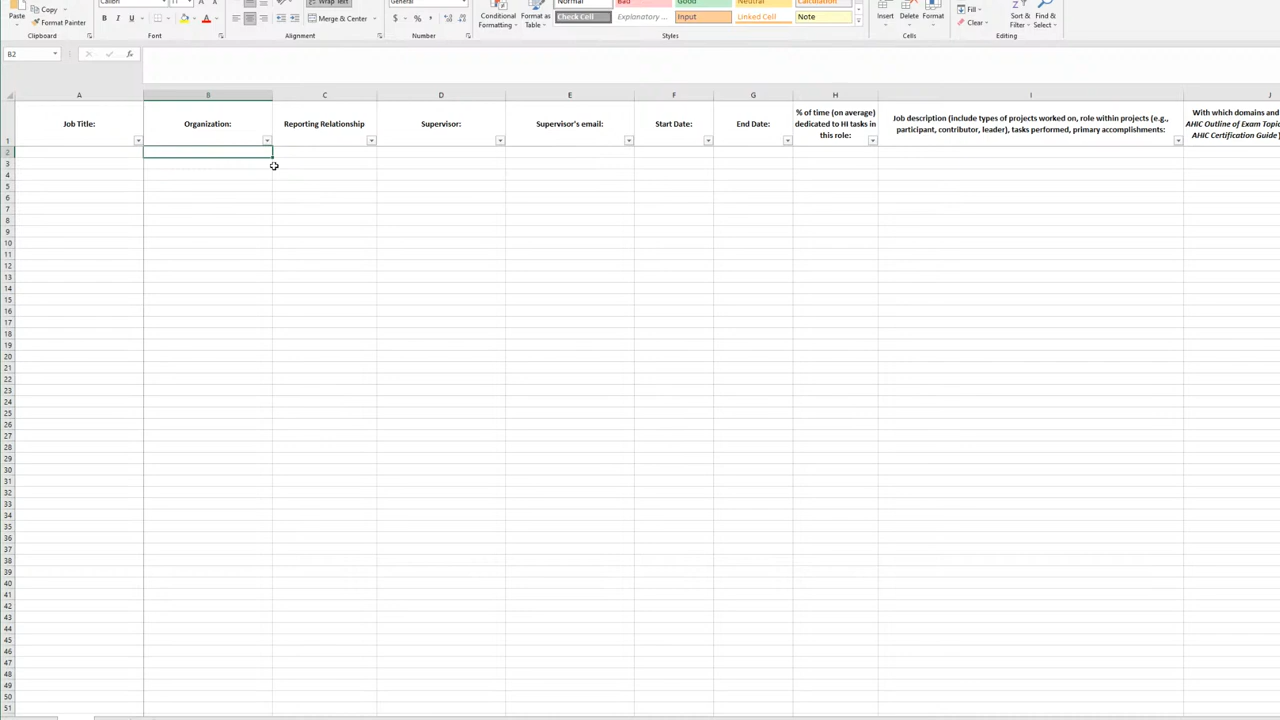 Copy
Wrap Text
General
Normal
Bad
Good
Neutral
Calculation
Paste
Format Painter
B I U
Merge & Center
$ % ,
Conditional
Formatting
Format as
Table
Check Cell
Explanatory ...
Input
Linked Cell
Note
Insert
Delete
Format
Fill
Clear
Sort &
Filter
Find &
Select
Clipboard
Font
Alignment
Number
Styles
Cells
Editing
B2
fx
A B C D E F G H I J
Job Title:
Organization:
Reporting Relationship
Supervisor:
Supervisor's email:
Start Date:
End Date:
% of time (on average)
dedicated to HI tasks in
this role:
Job description (include types of projects worked on, role within projects (e.g.,
participant, contributor, leader), tasks performed, primary accomplishments:
With which domains and
AHIC Outline of Exam Topic
AHIC Certification Guide
1
2
3
4
5
6
7
8
9
10
11
12
13
14
15
16
17
18
19
20
21
22
23
24
25
26
27
28
29
30
31
32
33
34
35
36
37
38
39
40
41
42
43
44
45
46
47
48
49
50
51